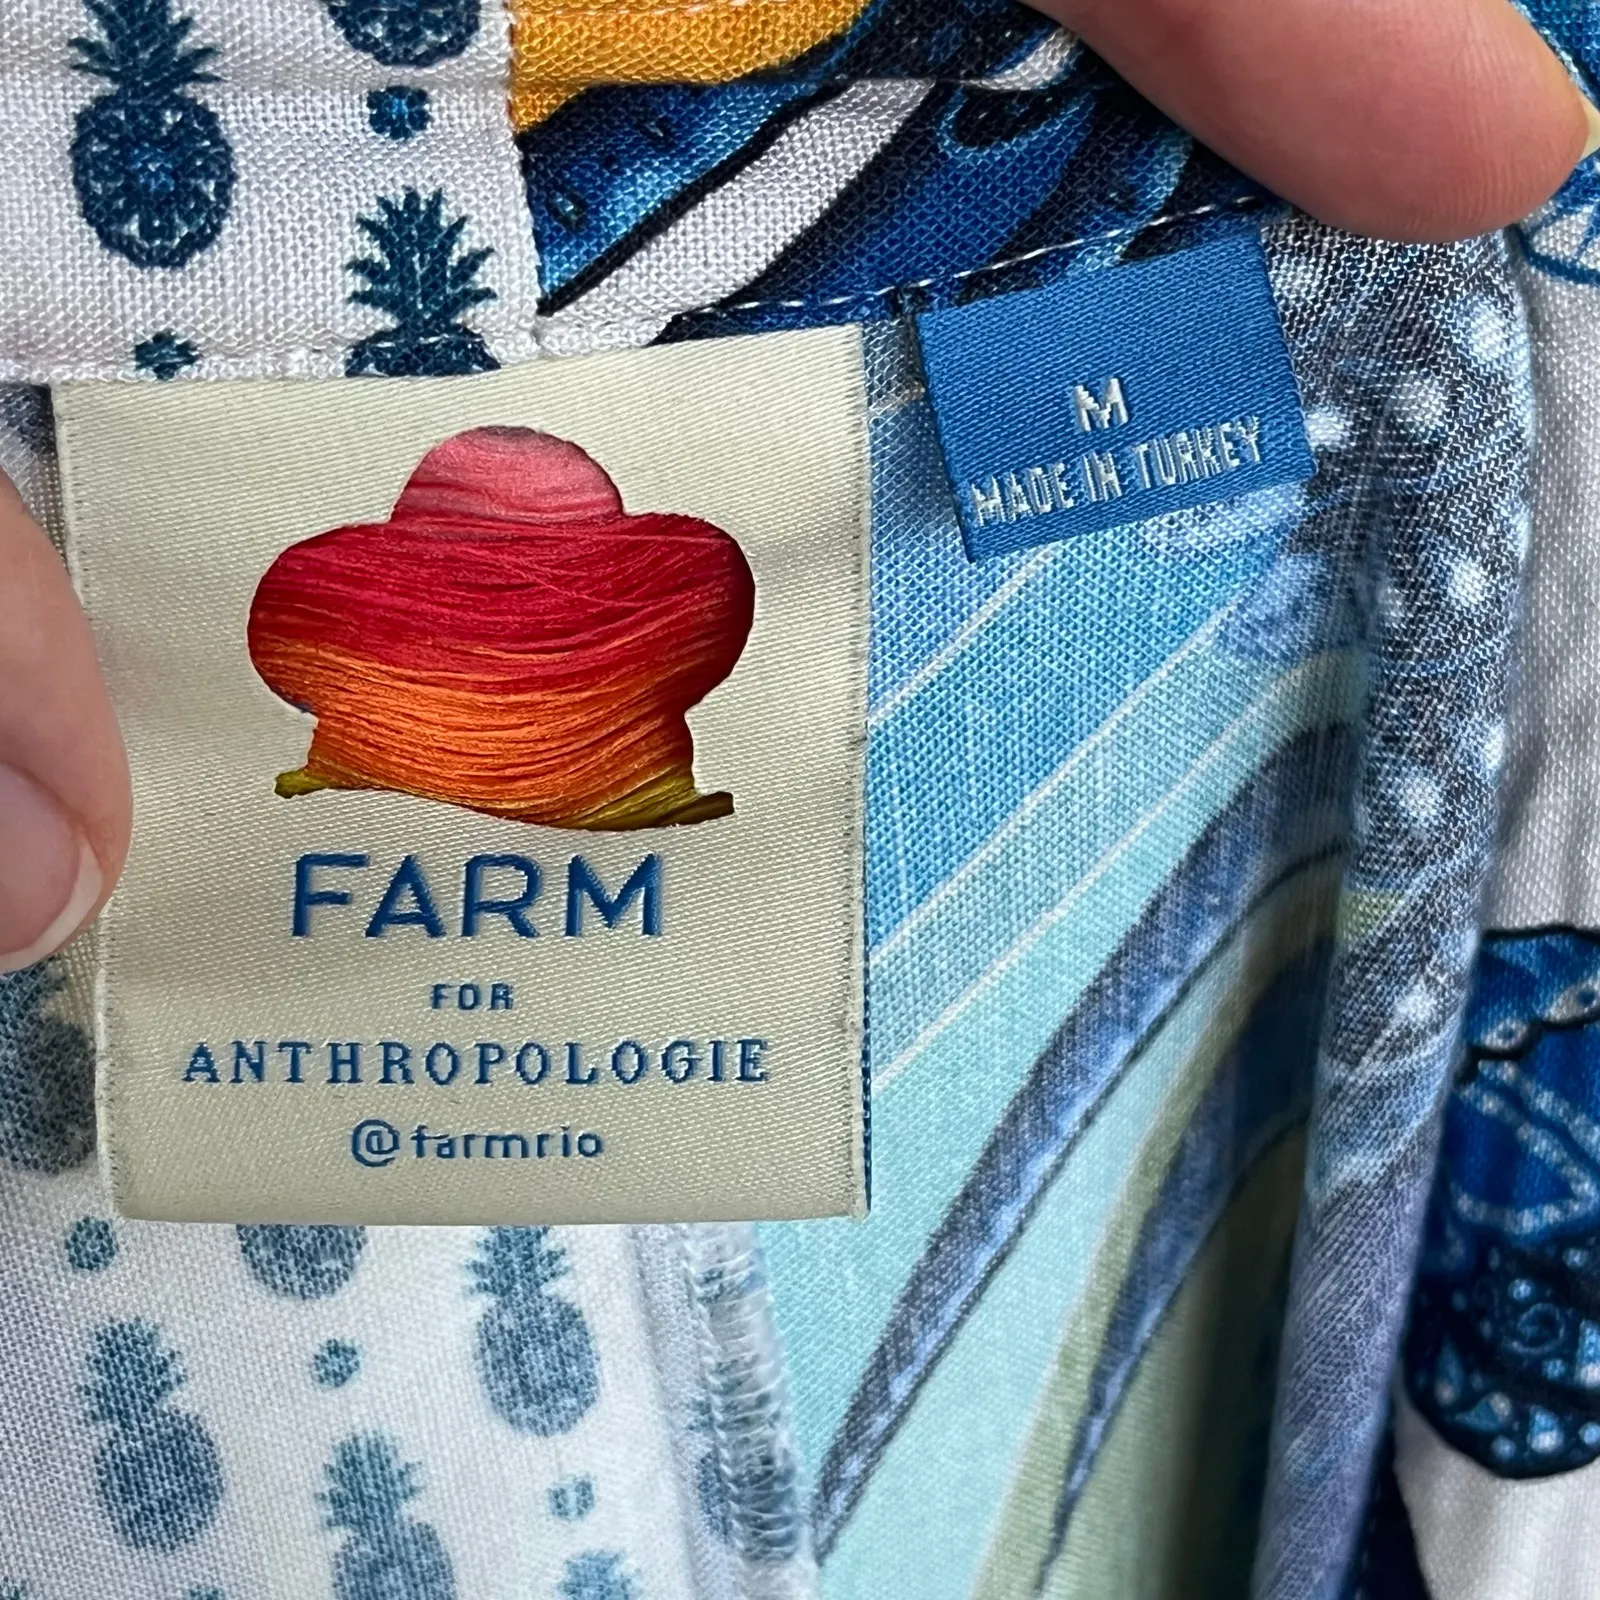 M
MADE IN TURKEY
FARM
FOR
ANTHROPOLOGIE
@farmrio